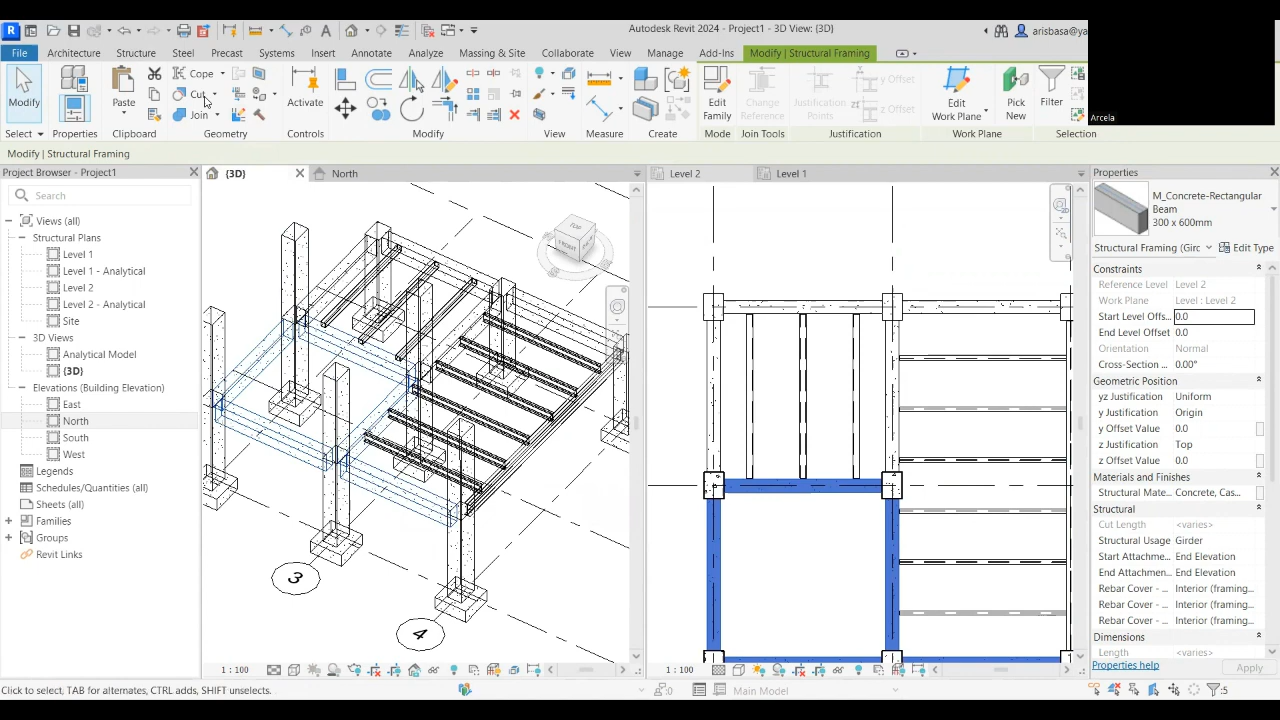 Autodesk Revit 2024 - Project1 - 3D View: {3D}
arisbasa@ya
File Architecture Structure Steel Precast Systems Insert Annotate Analyze Massing & Site Collaborate View Manage Add-Ins Modify | Structural Framing
Modify
Paste
Cope
Cut
Join
Activate
Edit Family
Change Reference
Justification Points
y Offset
z Offset
Edit Work Plane
Pick New
Filter
Arcela
Select Properties Clipboard Geometry Controls Modify View Measure Create Mode Join Tools Justification Work Plane Selection
Modify | Structural Framing
Project Browser - Project1
Search
Views (all)
Structural Plans
Level 1
Level 1 - Analytical
Level 2
Level 2 - Analytical
Site
3D Views
Analytical Model
{3D}
Elevations (Building Elevation)
East
North
South
West
Legends
Schedules/Quantities (all)
Sheets (all)
Families
Groups
Revit Links
{3D} North
TOP
FRONT
3
4
1 : 100
Level 2 Level 1
1 : 100
Properties
M_Concrete-Rectangular Beam
300 x 600mm
Structural Framing (Girc Edit Type
Constraints
Reference Level Level 2
Work Plane Level : Level 2
Start Level Offs... 0.0
End Level Offset 0.0
Orientation Normal
Cross-Section ... 0.00°
Geometric Position
yz Justification Uniform
y Justification Origin
y Offset Value 0.0
z Justification Top
z Offset Value 0.0
Materials and Finishes
Structural Mate... Concrete, Cas...
Structural
Cut Length <varies>
Structural Usage Girder
Start Attachme... End Elevation
End Attachmen... End Elevation
Rebar Cover - ... Interior (framing...
Rebar Cover - ... Interior (framing...
Rebar Cover - ... Interior (framing...
Dimensions
Length <varies>
Properties help Apply
Click to select, TAB for alternates, CTRL adds, SHIFT unselects.
:0
Main Model
:5